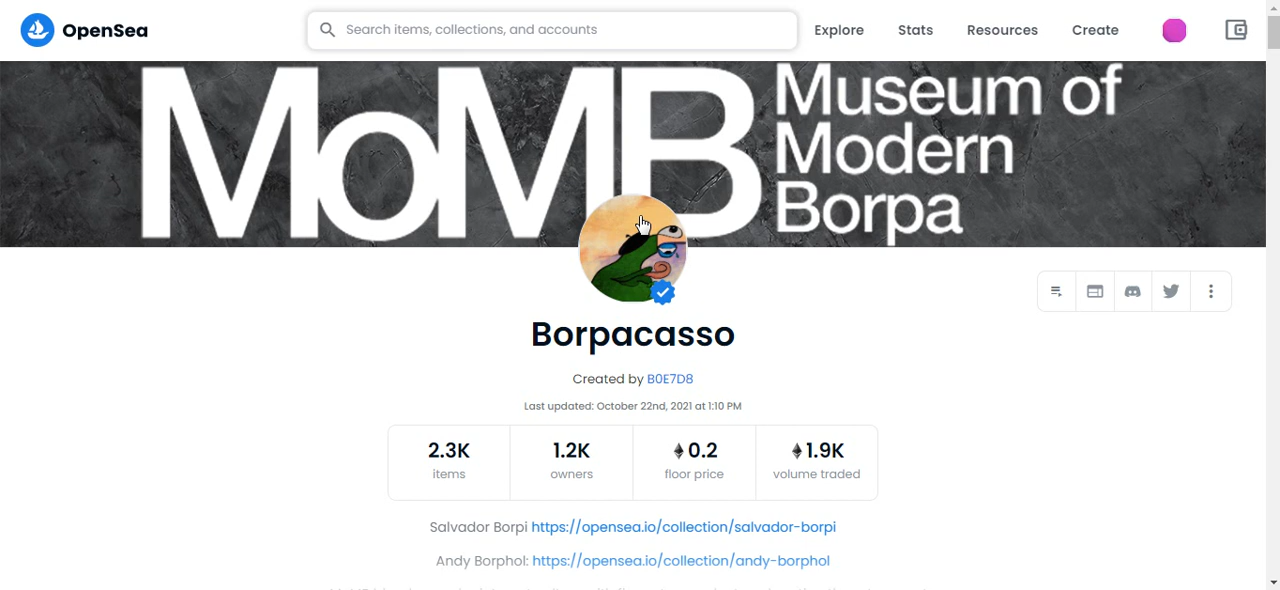 OpenSea
Search items, collections, and accounts
Explore
Stats
Resources
Create
MoMB
Museum of
Modern
Borpa
Borpacasso
Created by B0E7D8
Last updated: October 22nd, 2021 at 1:10 PM
2.3K
items
1.2K
owners
0.2
floor price
1.9K
volume traded
Salvador Borpi https://opensea.io/collection/salvador-borpi
Andy Borphol: https://opensea.io/collection/andy-borphol